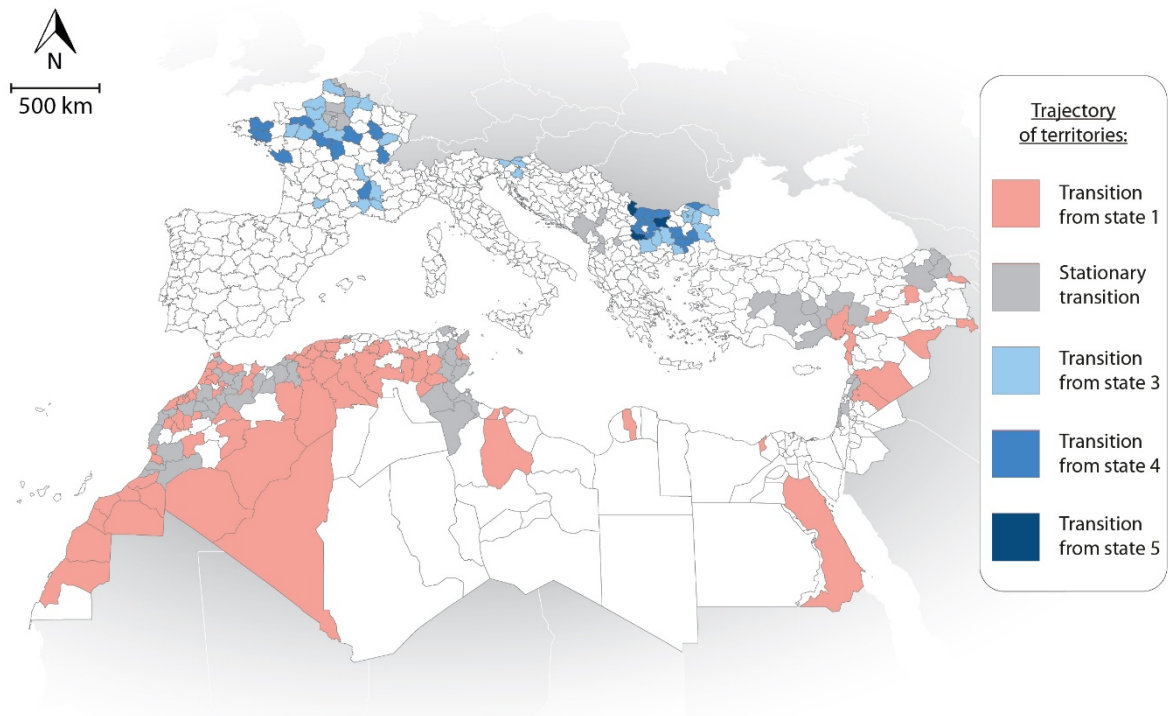 N
500 km
Trajectory
of territories:
Transition
from state 1
Stationary
transition
Transition
from state 3
Transition
from state 4
Transition
from state 5